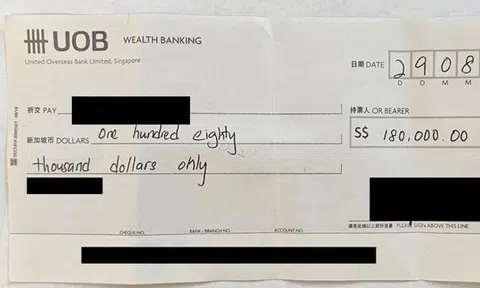 UOB WEALTH BANKING
United Overseas Bank Limited, Singapore
日期 DATE 2 9 0 8
D D M M
祈交 PAY
持票人 OR BEARER
新加坡币 DOLLARS one hundred eighty
S$ 180,000.00
thousand dollars only
CHEQUE NO. BANK - BRANCH NO. ACCOUNT NO.
PLEASE SIGN ABOVE THIS LINE